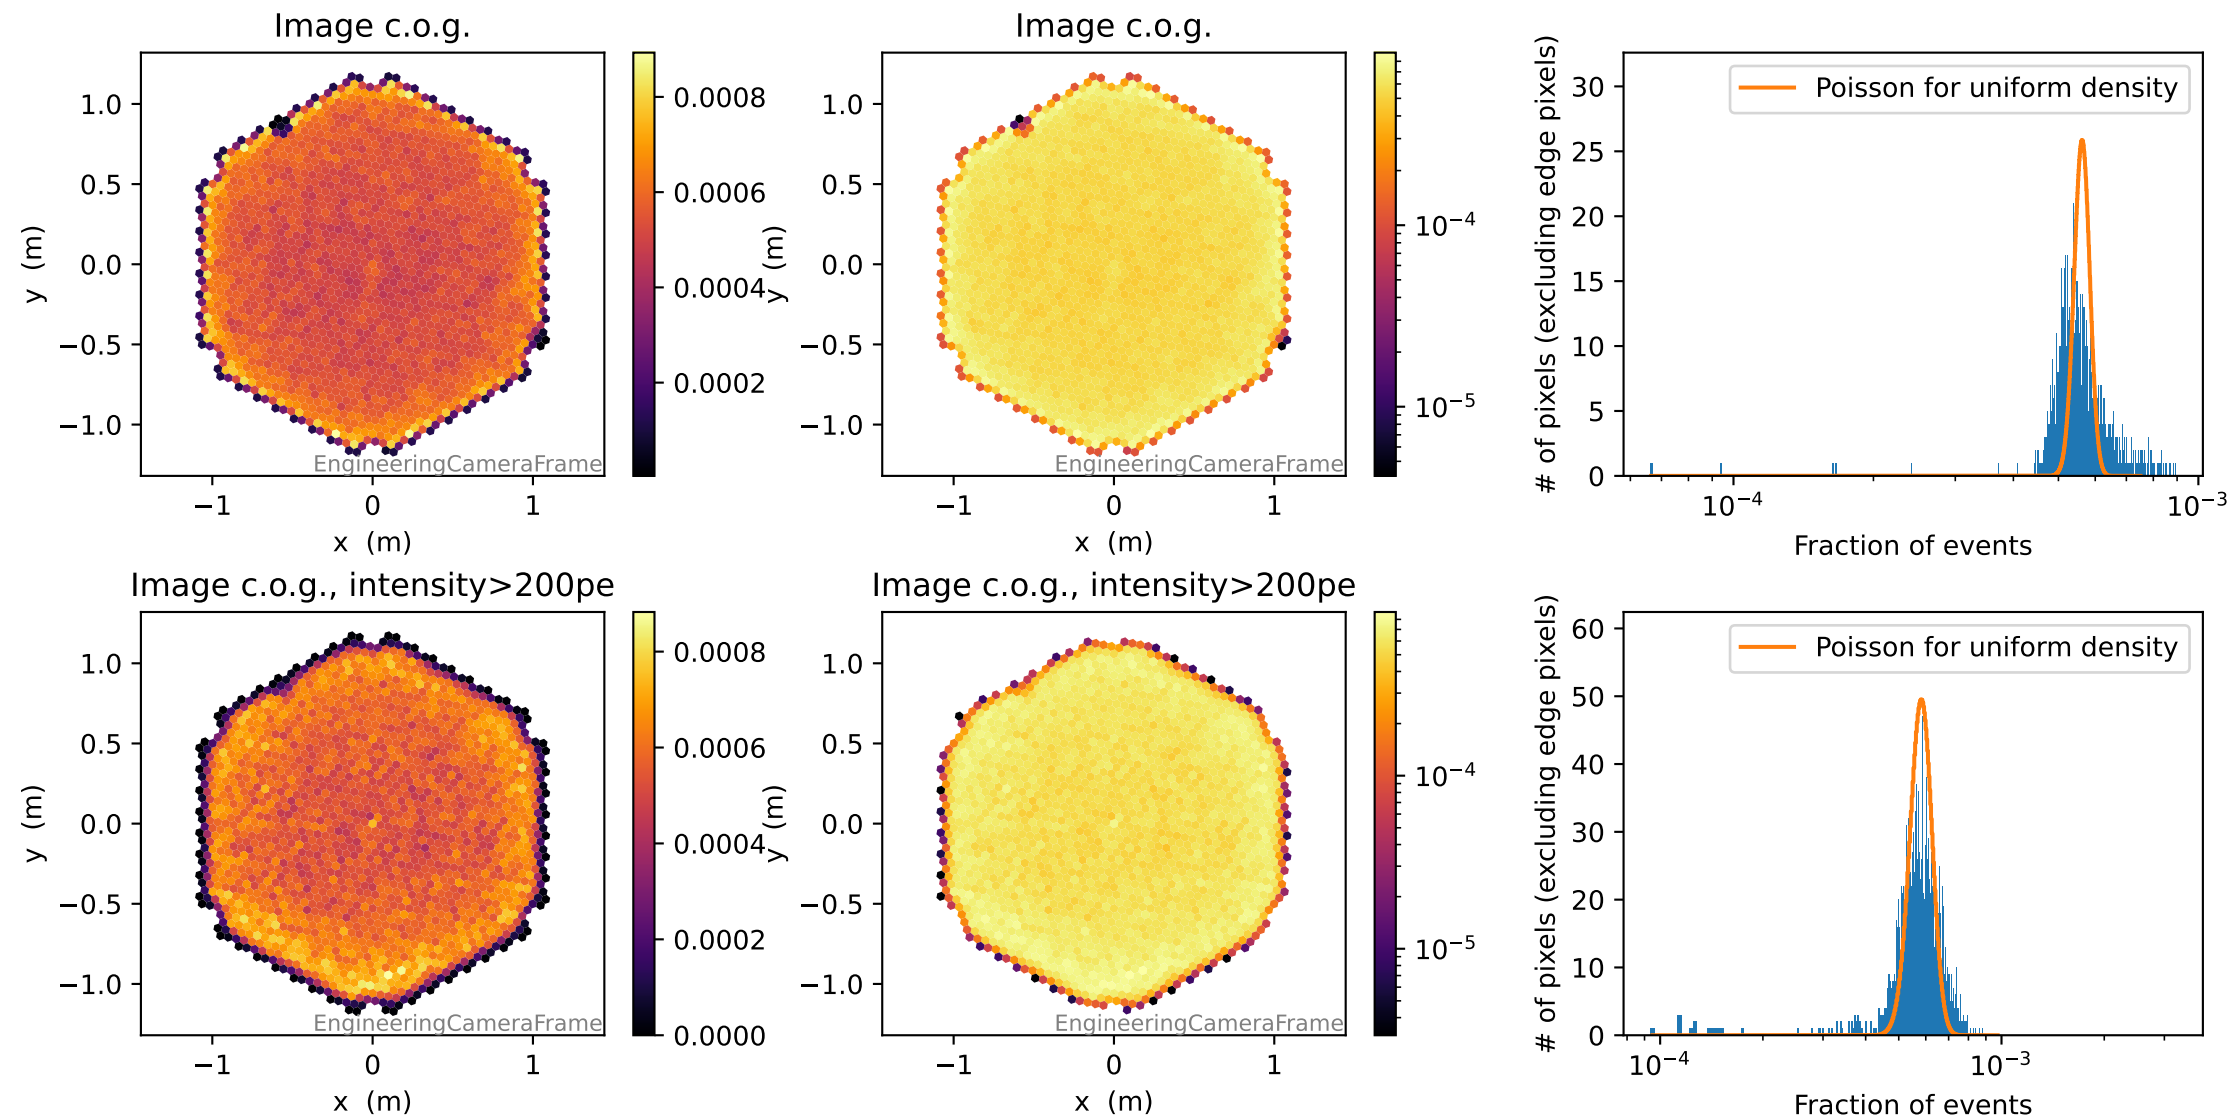 Image c.o.g.
1.0
0.5
0.0
−0.5
−1.0
y (m)
−1
0
1
x (m)
EngineeringCameraFrame
0.0008
0.0006
0.0004
0.0002
Image c.o.g.
1.0
0.5
0.0
−0.5
−1.0
y (m)
−1
0
1
x (m)
EngineeringCameraFrame
10⁻⁴
10⁻⁵
Poisson for uniform density
30
25
20
15
10
5
0
# of pixels (excluding edge pixels)
10⁻⁴
10⁻³
Fraction of events
Image c.o.g., intensity>200pe
1.0
0.5
0.0
−0.5
−1.0
y (m)
−1
0
1
x (m)
EngineeringCameraFrame
0.0008
0.0006
0.0004
0.0002
0.0000
Image c.o.g., intensity>200pe
1.0
0.5
0.0
−0.5
−1.0
y (m)
−1
0
1
x (m)
EngineeringCameraFrame
10⁻⁴
10⁻⁵
Poisson for uniform density
60
50
40
30
20
10
0
# of pixels (excluding edge pixels)
10⁻⁴
10⁻³
Fraction of events